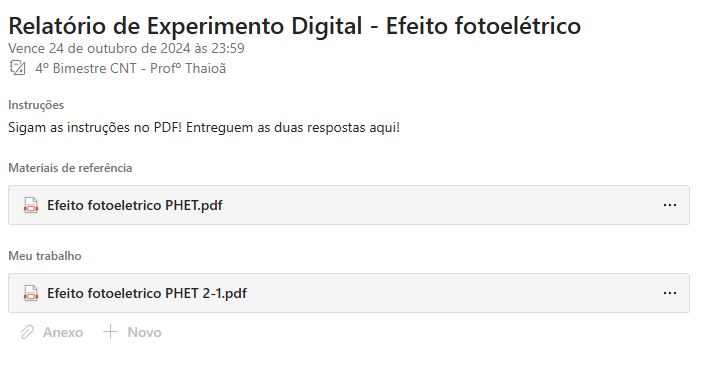 Relatório de Experimento Digital - Efeito fotoelétrico
Vence 24 de outubro de 2024 às 23:59
4º Bimestre CNT - Profº Thaioã
Instruções
Sigam as instruções no PDF! Entreguem as duas respostas aqui!
Materiais de referência
Efeito fotoeletrico PHET.pdf
Meu trabalho
Efeito fotoeletrico PHET 2-1.pdf
Anexo Novo